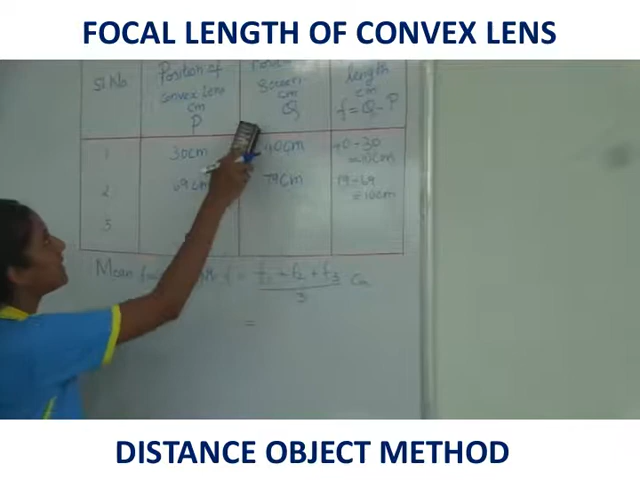 FOCAL LENGTH OF CONVEX LENS
Sl No
Position of
convex lens
cm
P
Screen
cm
Q
length
cm
f = Q - P
1
30cm
40cm
40 - 30
= 10cm
2
69cm
79cm
79 - 69
= 10cm
3
Mean f = f1 + f2 + f3 Cm
3
=
DISTANCE OBJECT METHOD